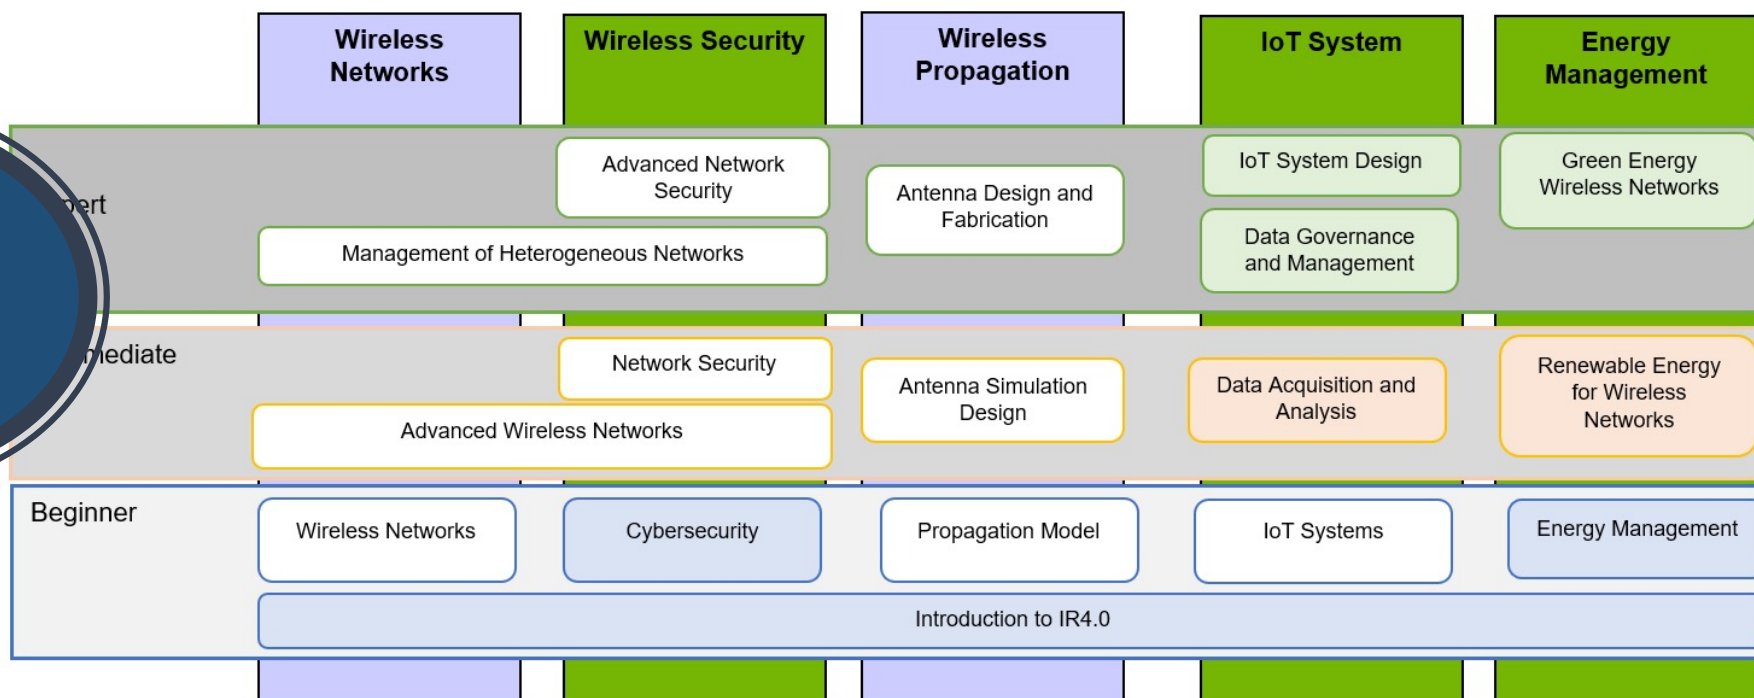 Wireless
Networks
Wireless Security
Wireless
Propagation
IoT System
Energy
Management
pert
Advanced Network
Security
Management of Heterogeneous Networks
Antenna Design and
Fabrication
IoT System Design
Data Governance
and Management
Green Energy
Wireless Networks
mediate
Network Security
Advanced Wireless Networks
Antenna Simulation
Design
Data Acquisition and
Analysis
Renewable Energy
for Wireless
Networks
Beginner
Wireless Networks
Cybersecurity
Propagation Model
IoT Systems
Energy Management
Introduction to IR4.0